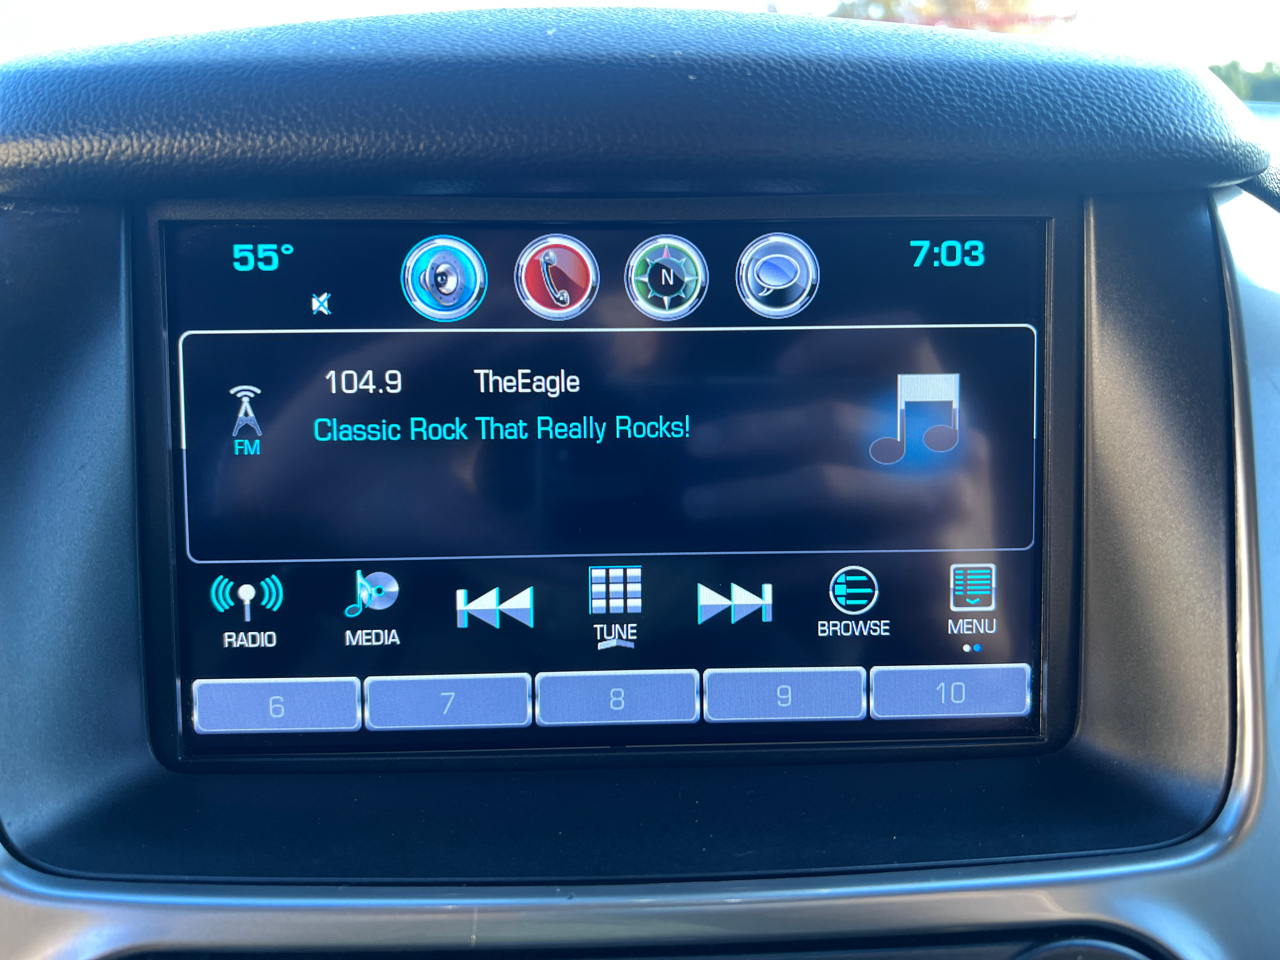 55°
7:03
N
104.9 TheEagle
Classic Rock That Really Rocks!
FM
RADIO
MEDIA
TUNE
BROWSE
MENU
6 7 8 9 10